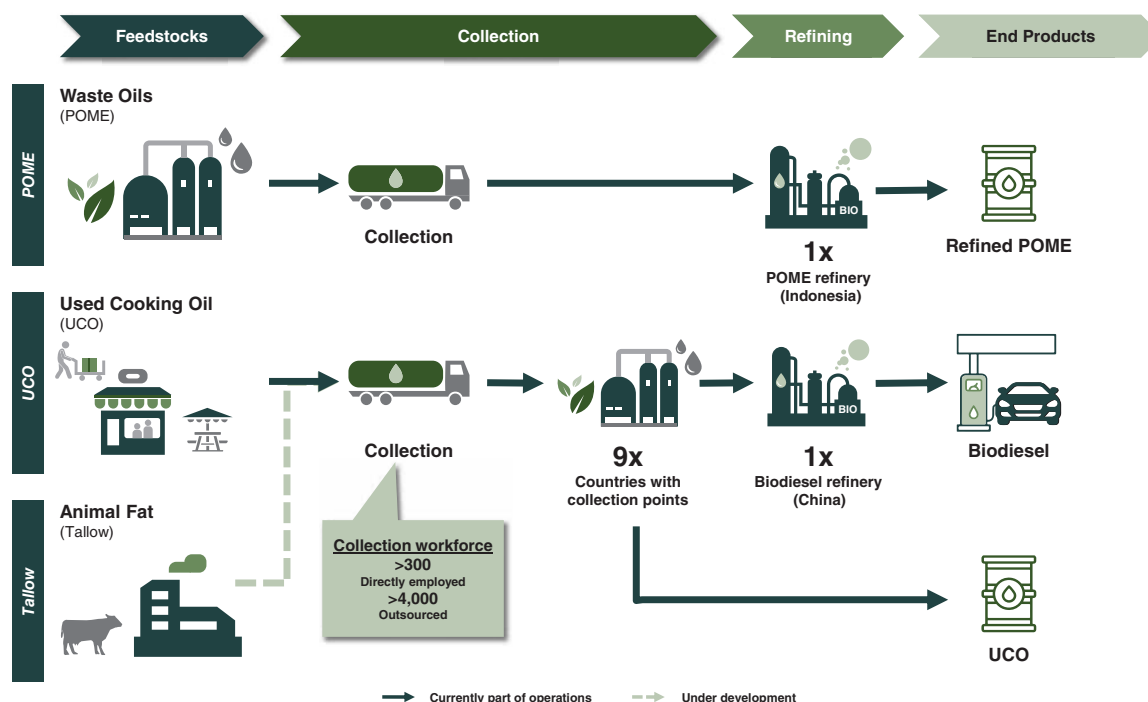 Feedstocks
Collection
Refining
End Products
POME
Waste Oils
(POME)
Collection
BIO
1x
POME refinery
(Indonesia)
Refined POME
UCO
Used Cooking Oil
(UCO)
Collection
9x
Countries with
collection points
BIO
1x
Biodiesel refinery
(China)
Biodiesel
Tallow
Animal Fat
(Tallow)
Collection workforce
>300
Directly employed
>4,000
Outsourced
UCO
Currently part of operations
Under development